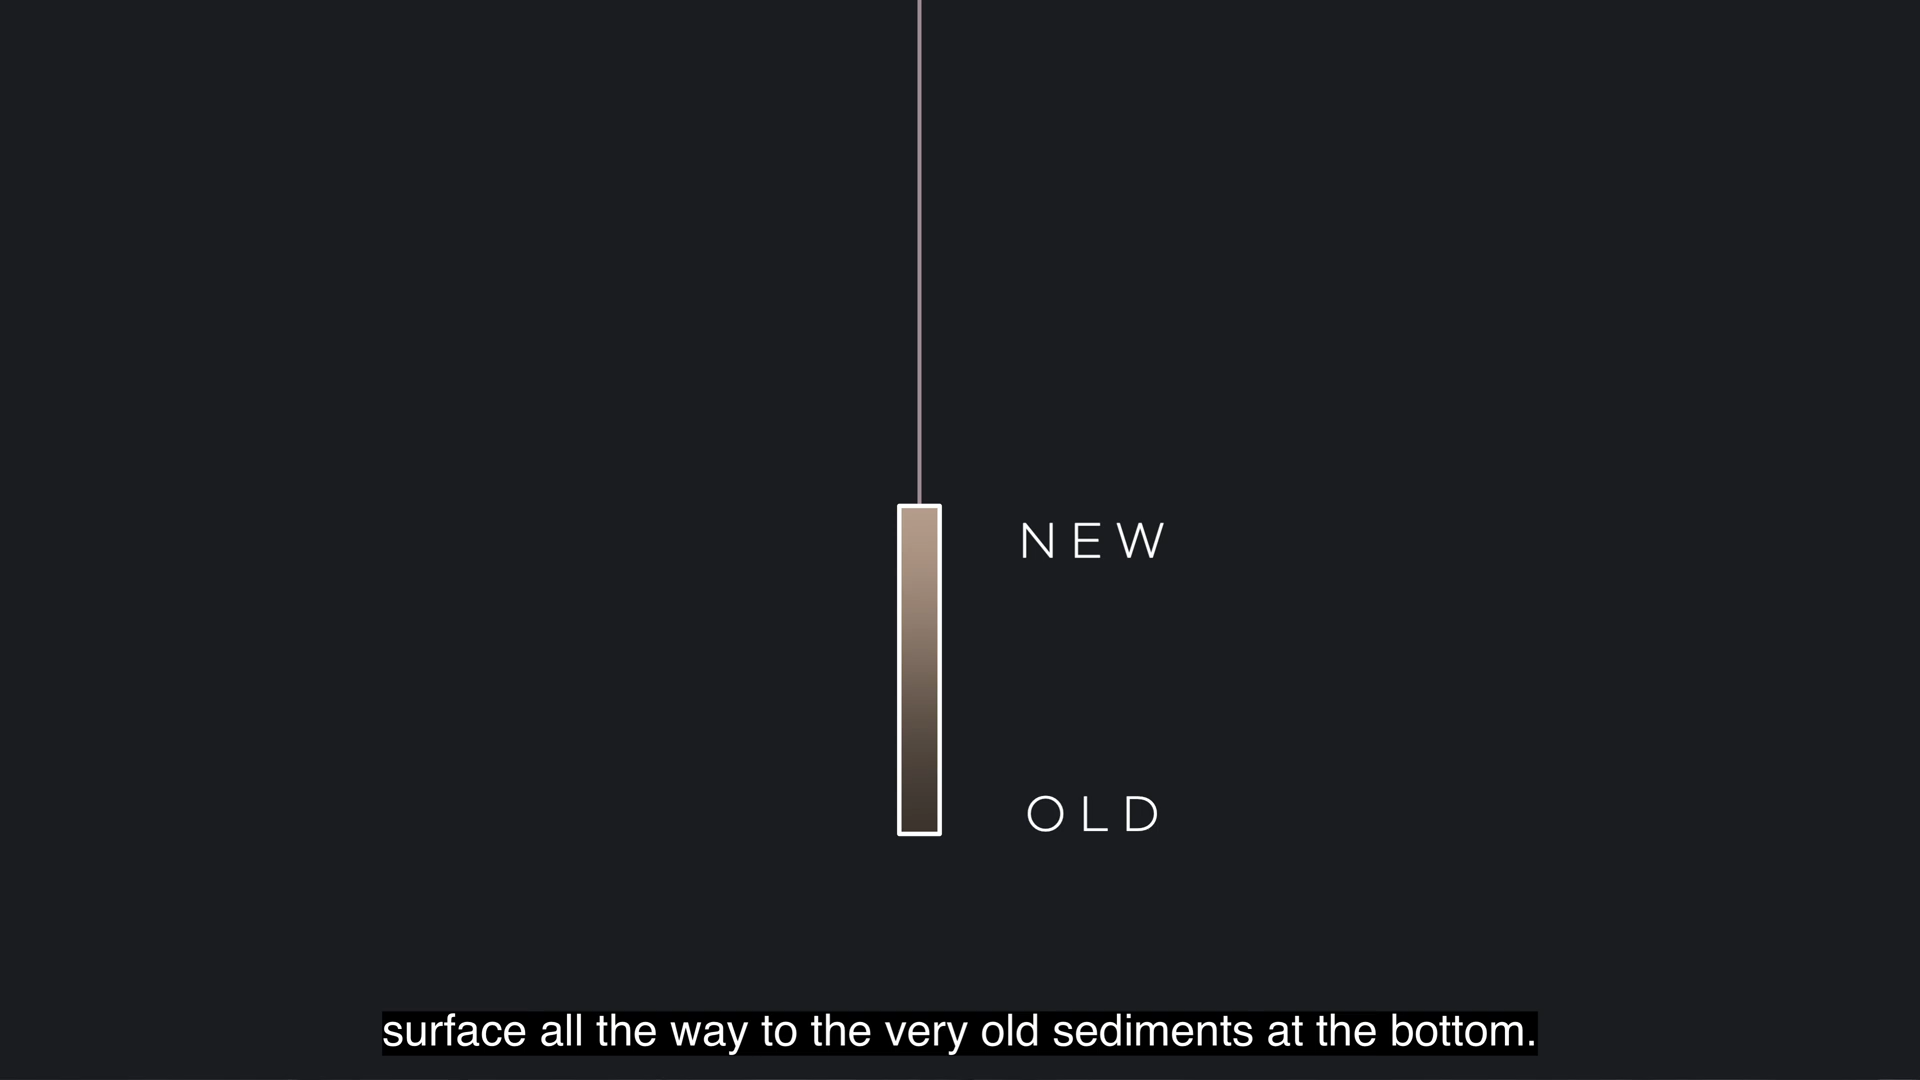 NEW
OLD
surface all the way to the very old sediments at the bottom.